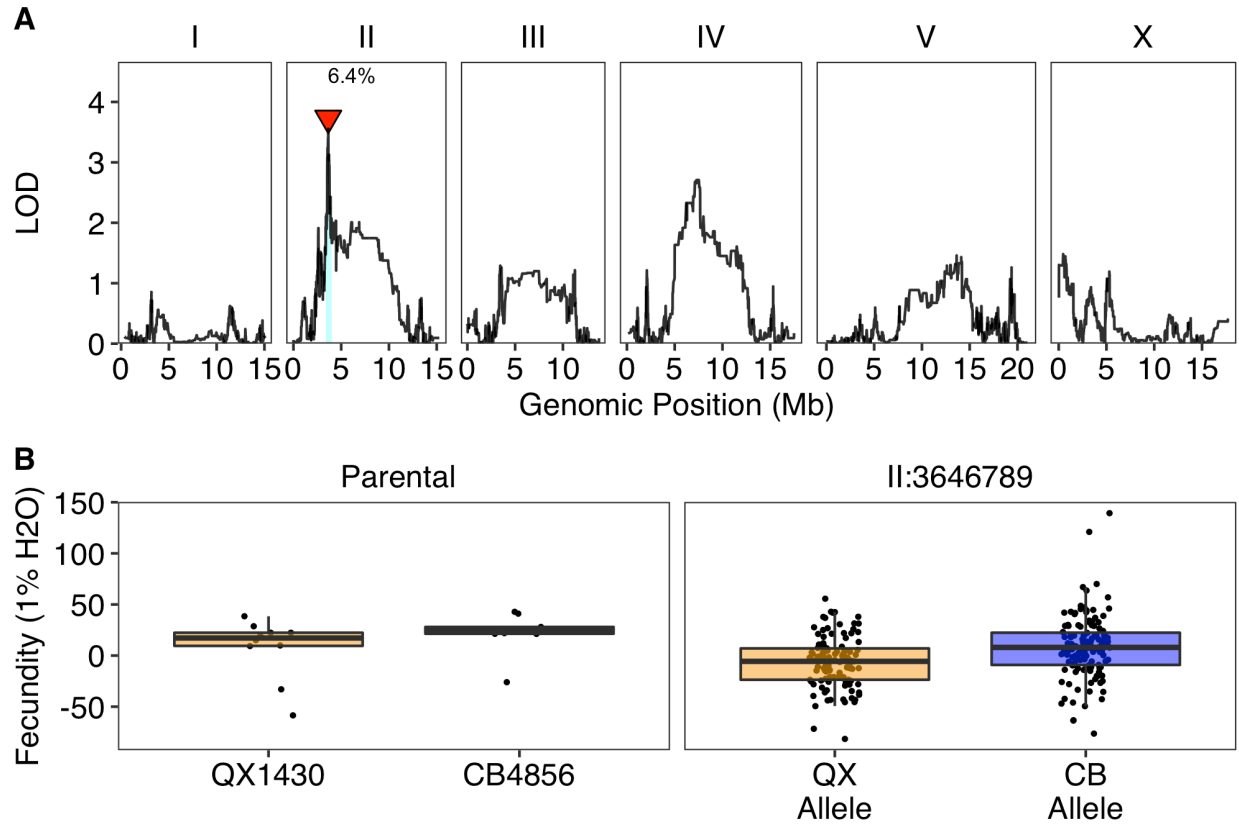 A
I II III IV V X
6.4%
4
3
2
1
0
LOD
0 5 10 15 0 5 10 15 0 5 10 0 5 10 15 0 5 10 15 20 0 5 10 15
Genomic Position (Mb)
B
Parental II:3646789
150
100
50
0
-50
Fecundity (1% H2O)
QX1430 CB4856 QX CB
Allele Allele